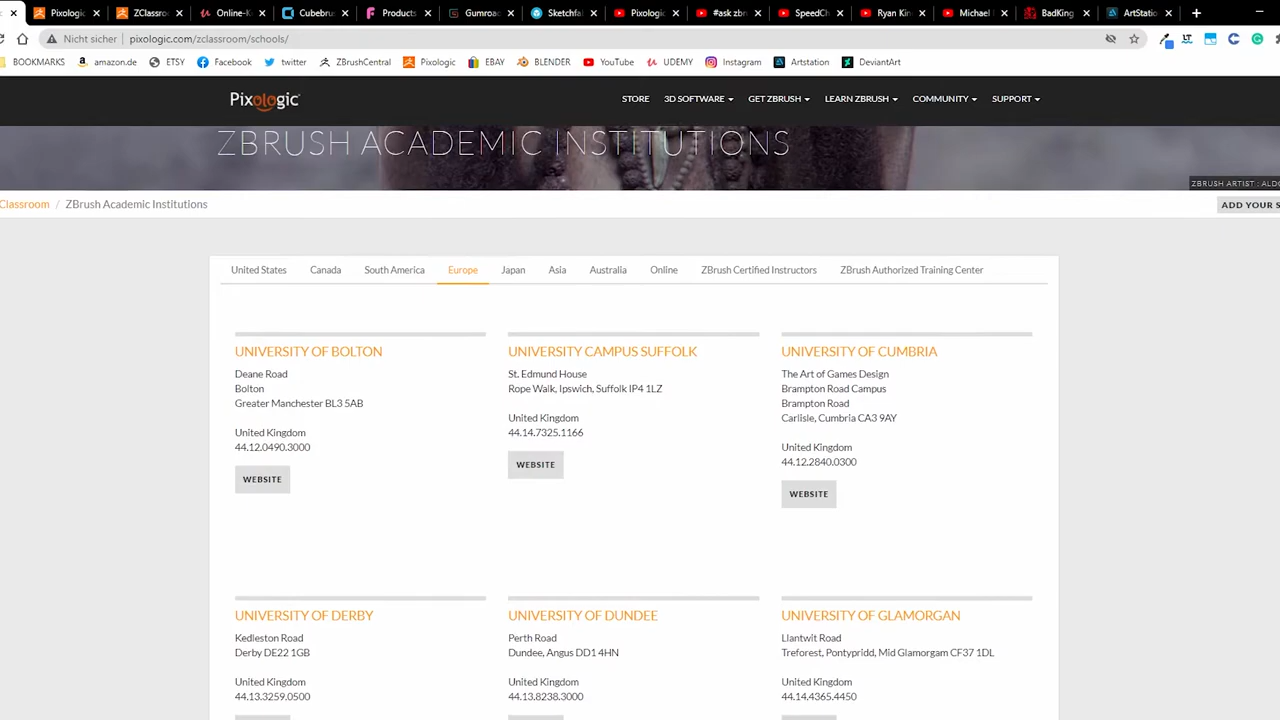 Pixologi
ZClassroo
Online-K
Cubebru
Products
Gumroa
Sketchfa
Pixologic
#ask zbr
SpeedCh
Ryan Kin
Michael
BadKing
ArtStatio
Nicht sicher | pixologic.com/zclassroom/schools/
BOOKMARKS
amazon.de
ETSY
Facebook
twitter
ZBrushCentral
Pixologic
EBAY
BLENDER
YouTube
UDEMY
Instagram
Artstation
DeviantArt
Pixologic
STORE
3D SOFTWARE
GET ZBRUSH
LEARN ZBRUSH
COMMUNITY
SUPPORT
ZBRUSH ACADEMIC INSTITUTIONS
ZBRUSH ARTIST : ALDO
Classroom / ZBrush Academic Institutions
ADD YOUR S
United States
Canada
South America
Europe
Japan
Asia
Australia
Online
ZBrush Certified Instructors
ZBrush Authorized Training Center
UNIVERSITY OF BOLTON
Deane Road
Bolton
Greater Manchester BL3 5AB
United Kingdom
44.12.0490.3000
WEBSITE
UNIVERSITY CAMPUS SUFFOLK
St. Edmund House
Rope Walk, Ipswich, Suffolk IP4 1LZ
United Kingdom
44.14.7325.1166
WEBSITE
UNIVERSITY OF CUMBRIA
The Art of Games Design
Brampton Road Campus
Brampton Road
Carlisle, Cumbria CA3 9AY
United Kingdom
44.12.2840.0300
WEBSITE
UNIVERSITY OF DERBY
Kedleston Road
Derby DE22 1GB
United Kingdom
44.13.3259.0500
UNIVERSITY OF DUNDEE
Perth Road
Dundee, Angus DD1 4HN
United Kingdom
44.13.8238.3000
UNIVERSITY OF GLAMORGAN
Llantwit Road
Treforest, Pontypridd, Mid Glamorgam CF37 1DL
United Kingdom
44.14.4365.4450